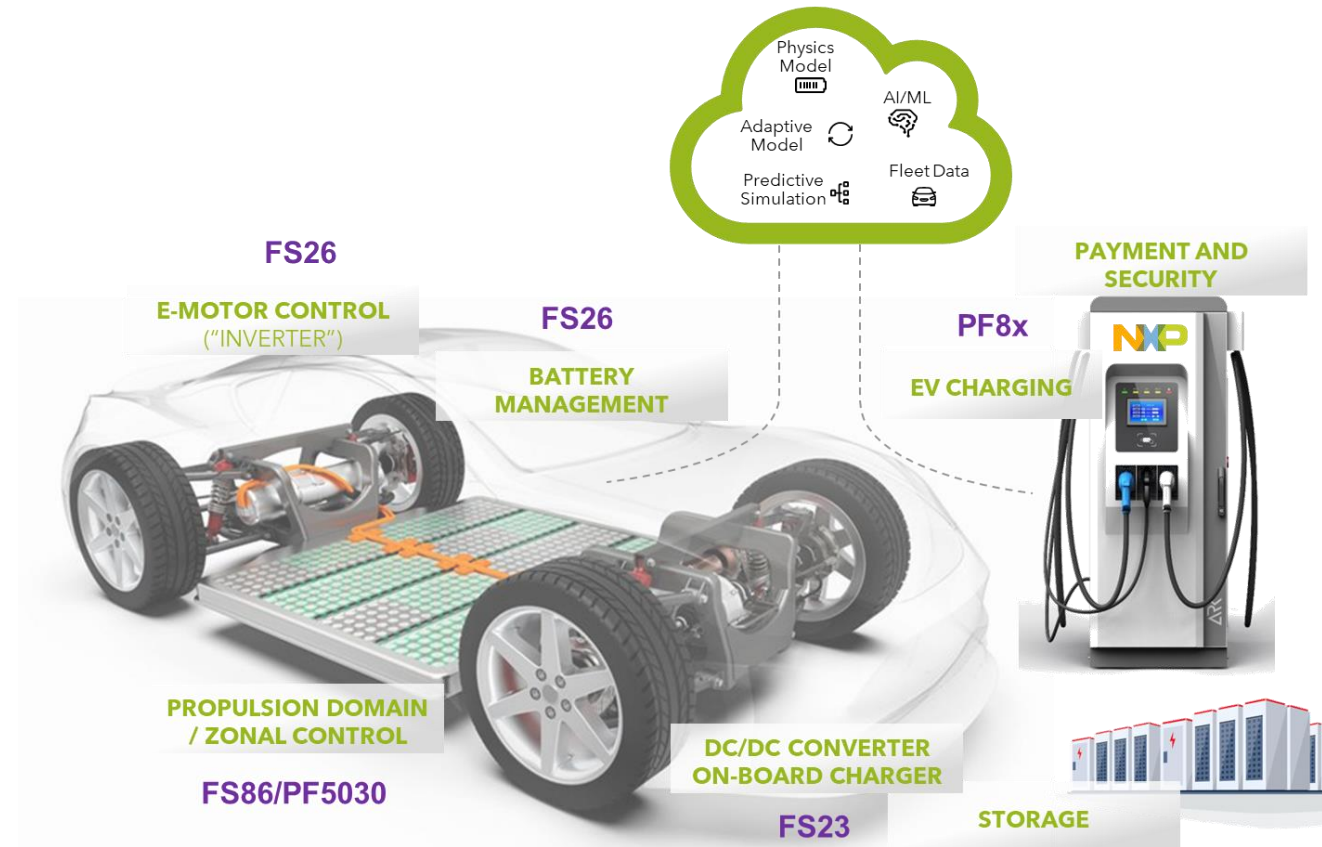 Physics
Model
AI/ML
Adaptive
Model
Fleet Data
Predictive
Simulation
FS26
E-MOTOR CONTROL
("INVERTER")
FS26
BATTERY
MANAGEMENT
PF8x
EV CHARGING
PAYMENT AND
SECURITY
NXP
PROPULSION DOMAIN
/ ZONAL CONTROL
FS86/PF5030
DC/DC CONVERTER
ON-BOARD CHARGER
FS23
STORAGE